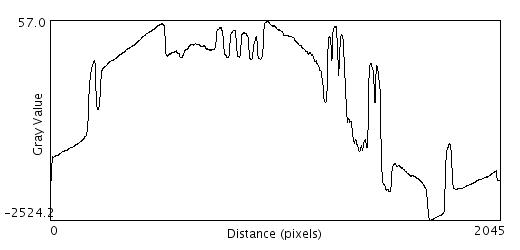 57.0
Gray Value
-2524.2
0
Distance (pixels)
2045